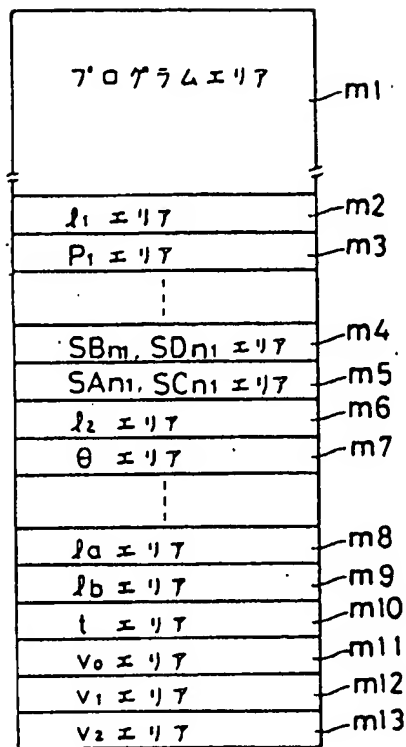 プログラムエリア
m1
l₁ エリア
m2
P₁ エリア
m3
SBn₁, SDn₁ エリア
m4
SAn₁, SCn₁ エリア
m5
l₂ エリア
m6
θ エリア
m7
la エリア
m8
lb エリア
m9
t エリア
m10
v₀ エリア
m11
v₁ エリア
m12
v₂ エリア
m13